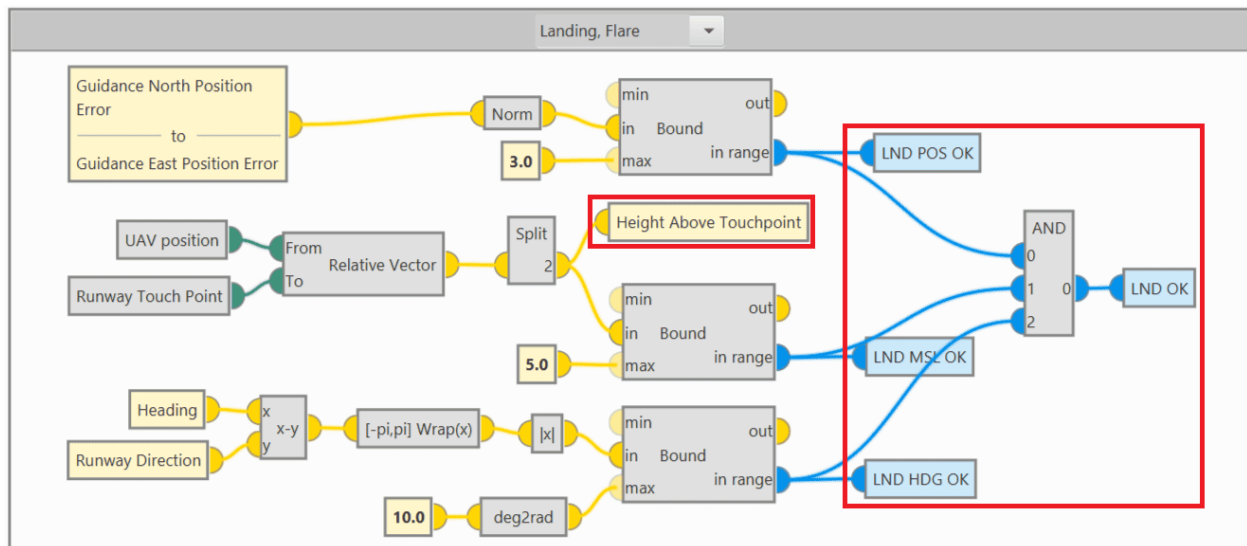 Landing, Flare
Guidance North Position
Error
to
Guidance East Position Error
Norm
3.0
min
in
max
Bound
out
in range
LND POS OK
Height Above Touchpoint
UAV position
Runway Touch Point
From
To
Relative Vector
Split
2
min
in
max
Bound
out
in range
5.0
LND MSL OK
AND
0
1
2
0
LND OK
Heading
Runway Direction
x
y
x-y
[-pi,pi] Wrap(x)
|x|
min
in
max
Bound
out
in range
LND HDG OK
10.0
deg2rad